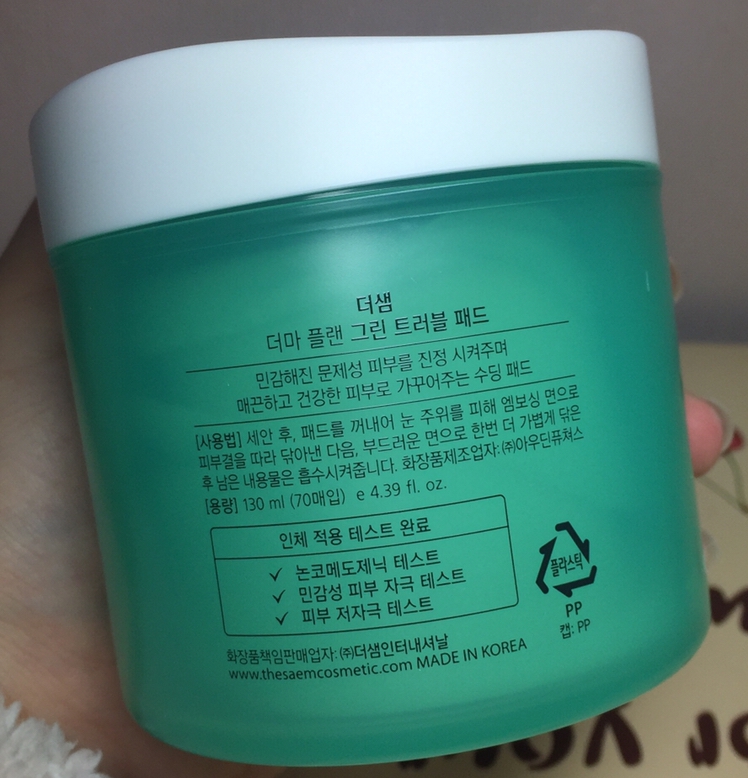 더샘
더마 플랜 그린 트러블 패드
민감해진 문제성 피부를 진정 시켜주며
매끈하고 건강한 피부로 가꾸어주는 수딩 패드
[사용법] 세안 후, 패드를 꺼내어 눈 주위를 피해 엠보싱 면으로
피부결을 따라 닦아낸 다음, 부드러운 면으로 한번 더 가볍게 닦은
후 남은 내용물은 흡수시켜줍니다. 화장품제조업자:㈜아우딘퓨쳐스
[용량] 130 ml (70매입) e 4.39 fl. oz.
인체 적용 테스트 완료
✓ 논코메도제닉 테스트
✓ 민감성 피부 자극 테스트
✓ 피부 저자극 테스트
플라스틱
PP
캡: PP
화장품책임판매업자: ㈜더샘인터내셔날
www.thesaemcosmetic.com MADE IN KOREA